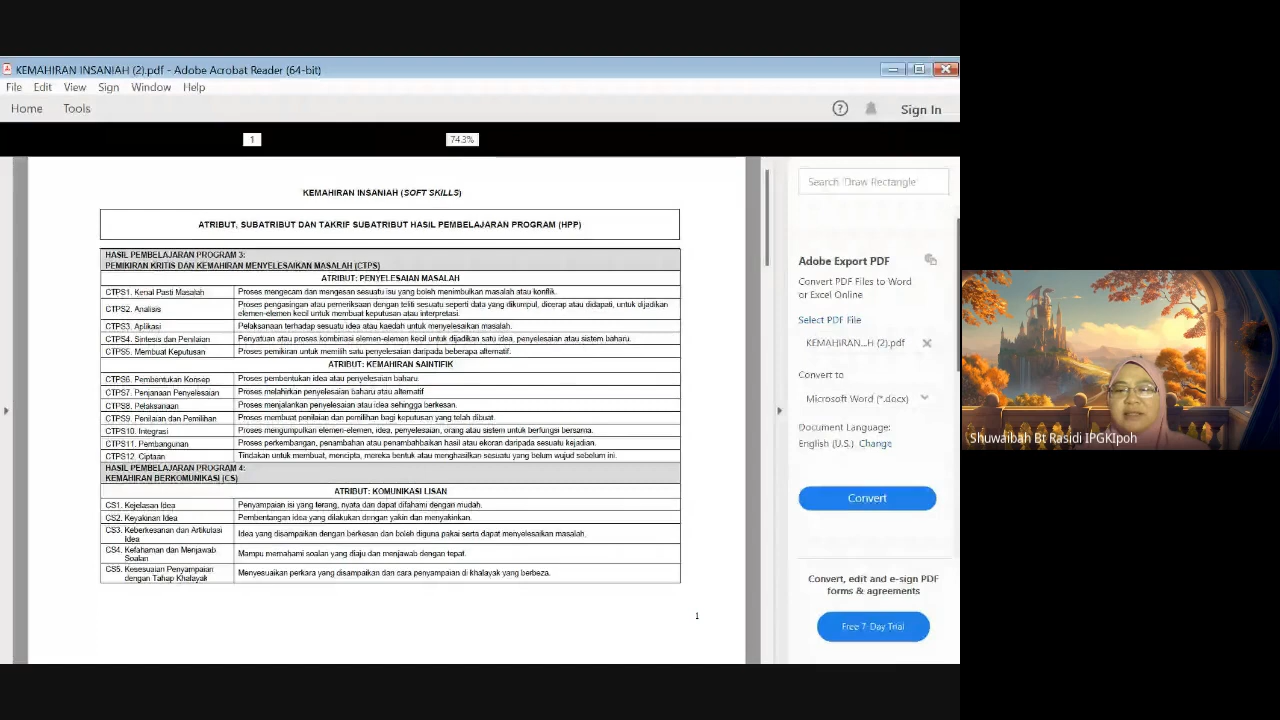 KEMAHIRAN INSANIAH (2).pdf - Adobe Acrobat Reader (64-bit)
File Edit View Sign Window Help
Home Tools
Sign In
1 74.3%
KEMAHIRAN INSANIAH (SOFT SKILLS)
ATRIBUT, SUBATRIBUT DAN TAKRIF SUBATRIBUT HASIL PEMBELAJARAN PROGRAM (HPP)
HASIL PEMBELAJARAN PROGRAM 3:
PEMIKIRAN KRITIS DAN KEMAHIRAN MENYELESAIKAN MASALAH (CTPS)
ATRIBUT: PENYELESAIAN MASALAH
CTPS1. Kenal Pasti Masalah Proses mengecam dan mengesan sesuatu isu yang boleh menimbulkan masalah atau konflik.
CTPS2. Analisis Proses pengasingan atau pemeriksaan dengan teliti sesuatu seperti data yang dikumpul, dicerap atau didapati, untuk dijadikan
elemen-elemen kecil untuk membuat keputusan atau interpretasi.
CTPS3. Aplikasi Pelaksanaan terhadap sesuatu idea atau kaedah untuk menyelesaikan masalah.
CTPS4. Sintesis dan Penilaian Penyatuan atau proses kombinasi elemen-elemen kecil untuk dijadikan satu idea, penyelesaian atau sistem baharu.
CTPS5. Membuat Keputusan Proses pemikiran untuk memilih satu penyelesaian daripada beberapa alternatif.
ATRIBUT: KEMAHIRAN SAINTIFIK
CTPS6. Pembentukan Konsep Proses pembentukan idea atau penyelesaian baharu.
CTPS7. Penjanaan Penyelesaian Proses melahirkan penyelesaian baharu atau alternatif
CTPS8. Pelaksanaan Proses menjalankan penyelesaian atau idea sehingga berkesan.
CTPS9. Penilaian dan Pemilihan Proses membuat penilaian dan pemilihan bagi keputusan yang telah dibuat.
CTPS10. Integrasi Proses mengumpulkan elemen-elemen, idea, penyelesaian, orang atau sistem untuk berfungsi bersama.
CTPS11. Pembangunan Proses perkembangan, penambahan atau penambahbaikan hasil atau ekoran daripada sesuatu kejadian.
CTPS12. Ciptaan Tindakan untuk membuat, mencipta, mereka bentuk atau menghasilkan sesuatu yang belum wujud sebelum ini.
HASIL PEMBELAJARAN PROGRAM 4:
KEMAHIRAN BERKOMUNIKASI (CS)
ATRIBUT: KOMUNIKASI LISAN
CS1. Kejelasan Idea Penyampaian isi yang terang, nyata dan dapat difahami dengan mudah.
CS2. Keyakinan Idea Pembentangan idea yang dilakukan dengan yakin dan menyakinkan.
CS3. Keberkesanan dan Artikulasi
Idea Idea yang disampaikan dengan berkesan dan boleh diguna pakai serta dapat menyelesaikan masalah.
CS4. Kefahaman dan Menjawab
Soalan Mampu memahami soalan yang diaju dan menjawab dengan tepat.
CS5. Kesesuaian Penyampaian
dengan Tahap Khalayak Menyesuaikan perkara yang disampaikan dan cara penyampaian di khalayak yang berbeza.
1
Search 'Draw Rectangle'
Adobe Export PDF
Convert PDF Files to Word
or Excel Online
Select PDF File
KEMAHIRAN...H (2).pdf
Convert to
Microsoft Word (*.docx)
Document Language:
English (U.S.) Change
Convert
Convert, edit and e-sign PDF
forms & agreements
Free 7-Day Trial
Shuwaibah Bt Rasidi IPGKIpoh